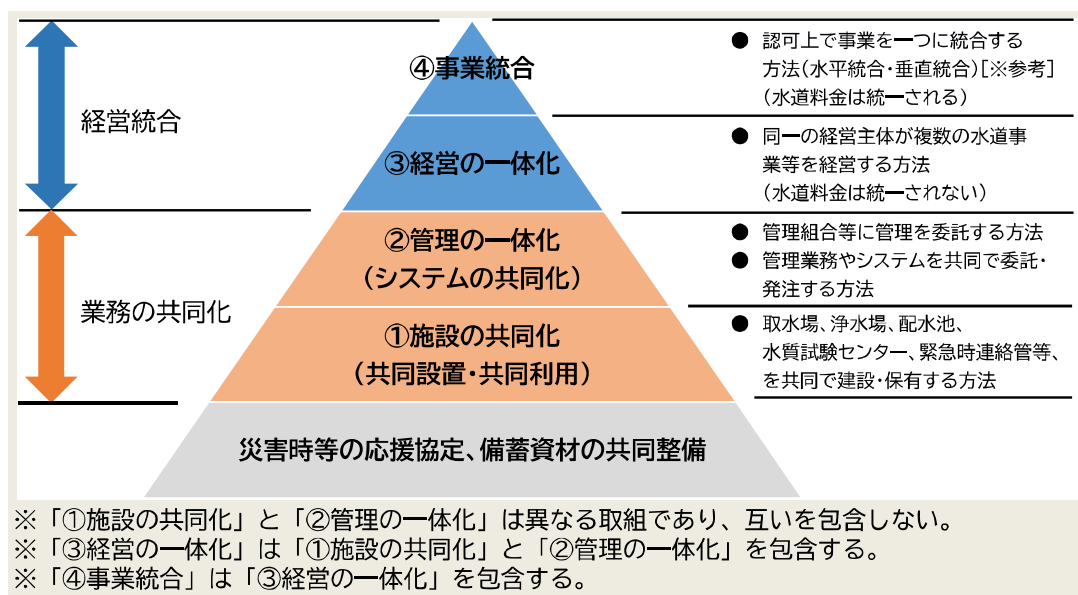 ④事業統合
③経営の一体化
②管理の一体化
（システムの共同化）
①施設の共同化
（共同設置・共同利用）
災害時等の応援協定、備蓄資材の共同整備
経営統合
業務の共同化
● 認可上で事業を一つに統合する
方法（水平統合・垂直統合）[※参考]
（水道料金は統一される）
● 同一の経営主体が複数の水道事
業等を経営する方法
（水道料金は統一されない）
● 管理組合等に管理を委託する方法
● 管理業務やシステムを共同で委託・
発注する方法
● 取水場、浄水場、配水池、
水質試験センター、緊急時連絡管等、
を共同で建設・保有する方法
※「①施設の共同化」と「②管理の一体化」は異なる取組であり、互いを包含しない。
※「③経営の一体化」は「①施設の共同化」と「②管理の一体化」を包含する。
※「④事業統合」は「③経営の一体化」を包含する。